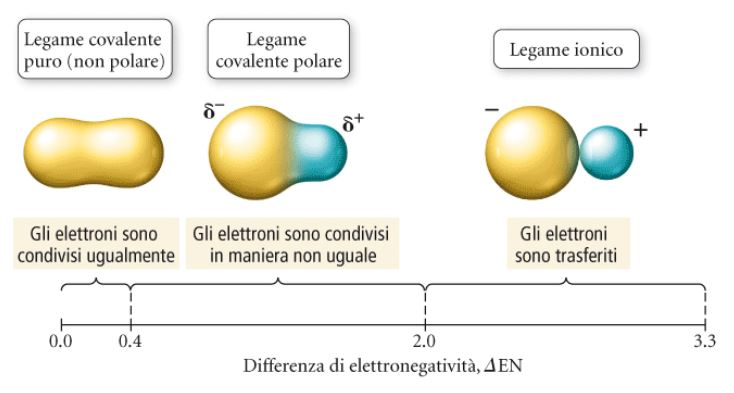 Legame covalente
puro (non polare)
Legame
covalente polare
Legame ionico
δ⁻
δ⁺
−
+
Gli elettroni sono
condivisi ugualmente
Gli elettroni sono condivisi
in maniera non uguale
Gli elettroni
sono trasferiti
0.0
0.4
2.0
3.3
Differenza di elettronegatività, ΔEN